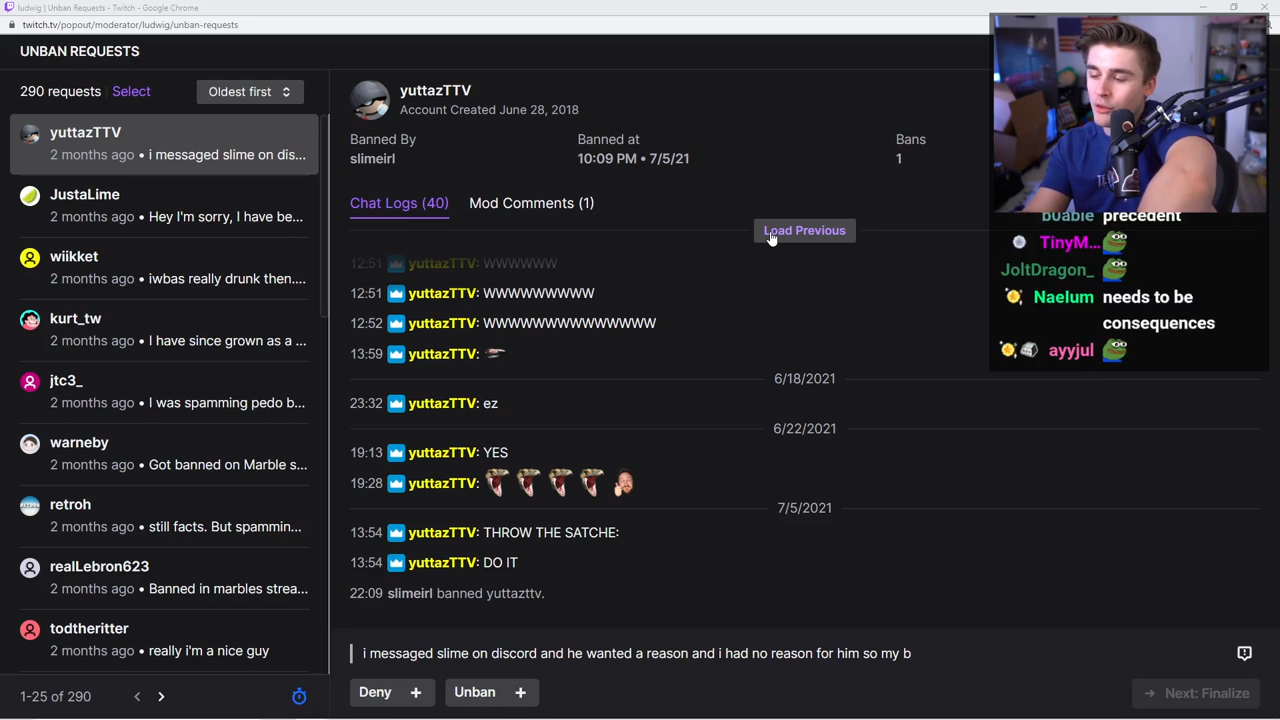 ludwig | Unban Requests - Twitch - Google Chrome
twitch.tv/popout/moderator/ludwig/unban-requests
UNBAN REQUESTS
290 requests Select Oldest first
yuttazTTV
2 months ago • i messaged slime on dis...
JustaLime
2 months ago • Hey I'm sorry, I have be...
wiikket
2 months ago • iwbas really drunk then....
kurt_tw
2 months ago • I have since grown as a ...
jtc3_
2 months ago • I was spamming pedo b...
warneby
2 months ago • Got banned on Marble s...
retroh
2 months ago • still facts. But spammin...
realLebron623
2 months ago • Banned in marbles strea...
todtheritter
2 months ago • really i'm a nice guy
1-25 of 290
yuttazTTV
Account Created June 28, 2018
Banned By
slimeirl
Banned at
10:09 PM • 7/5/21
Bans
1
Chat Logs (40) Mod Comments (1)
Load Previous
12:51 yuttazTTV: WWWWWW
12:51 yuttazTTV: WWWWWWWWW
12:52 yuttazTTV: WWWWWWWWWWWWWW
13:59 yuttazTTV:
6/18/2021
23:32 yuttazTTV: ez
6/22/2021
19:13 yuttazTTV: YES
19:28 yuttazTTV:
7/5/2021
13:54 yuttazTTV: THROW THE SATCHE:
13:54 yuttazTTV: DO IT
22:09 slimeirl banned yuttazttv.
i messaged slime on discord and he wanted a reason and i had no reason for him so my b
Deny + Unban +
Next: Finalize
b0able precedent
TinyM...
JoltDragon_
Naelum needs to be
consequences
ayyjul